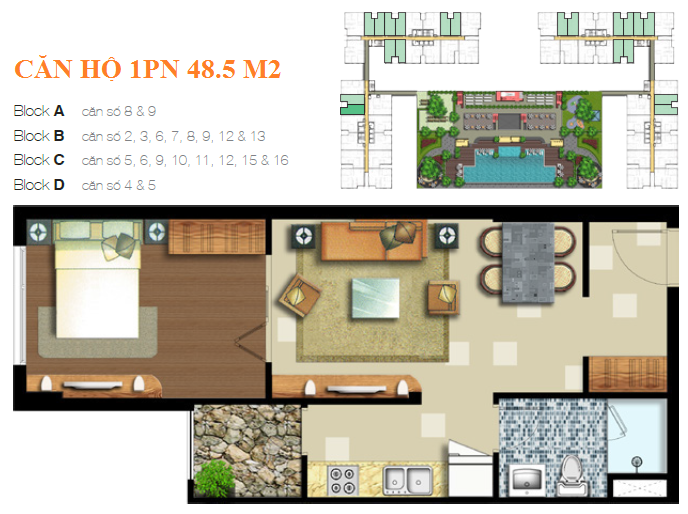 CĂN HỘ 1PN 48.5 M2
Block A căn số 8 & 9
Block B căn số 2, 3, 6, 7, 8, 9, 12 & 13
Block C căn số 5, 6, 9, 10, 11, 12, 15 & 16
Block D căn số 4 & 5